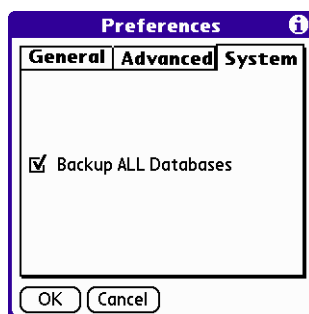 Preferences i
General Advanced System
Backup ALL Databases
OK Cancel